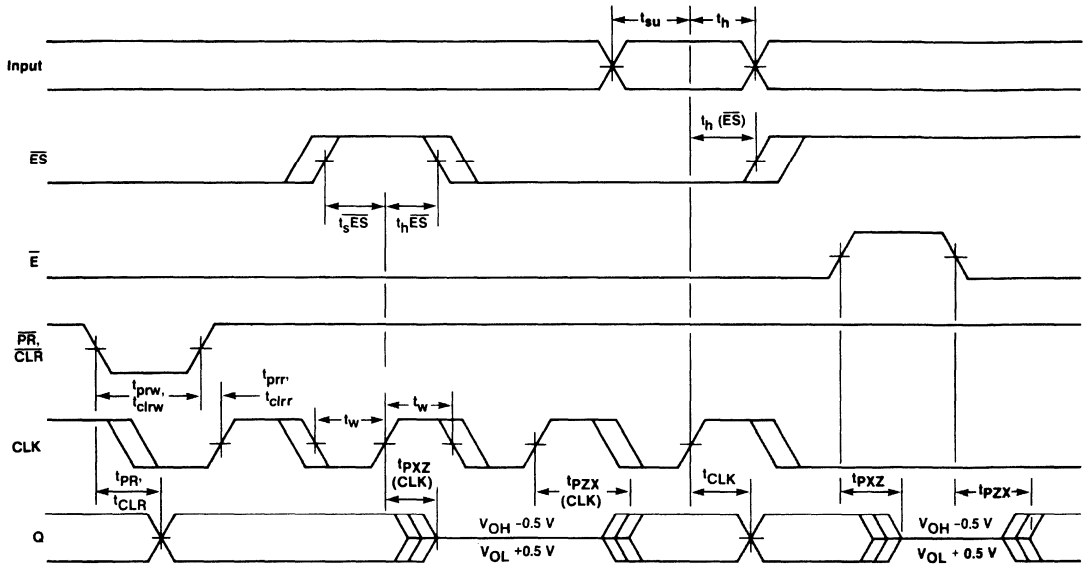 tsu th
Input
th (ES)
ES
tsES thES
E
PR,
CLR
tprw,
tclrw
tprr,
tclrr
tw tw
CLK
tPR,
tCLR
tPXZ
(CLK)
tPZX
(CLK)
tCLK
tPXZ
tPZX
Q
VOH -0.5 V
VOL +0.5 V
VOH -0.5 V
VOL + 0.5 V